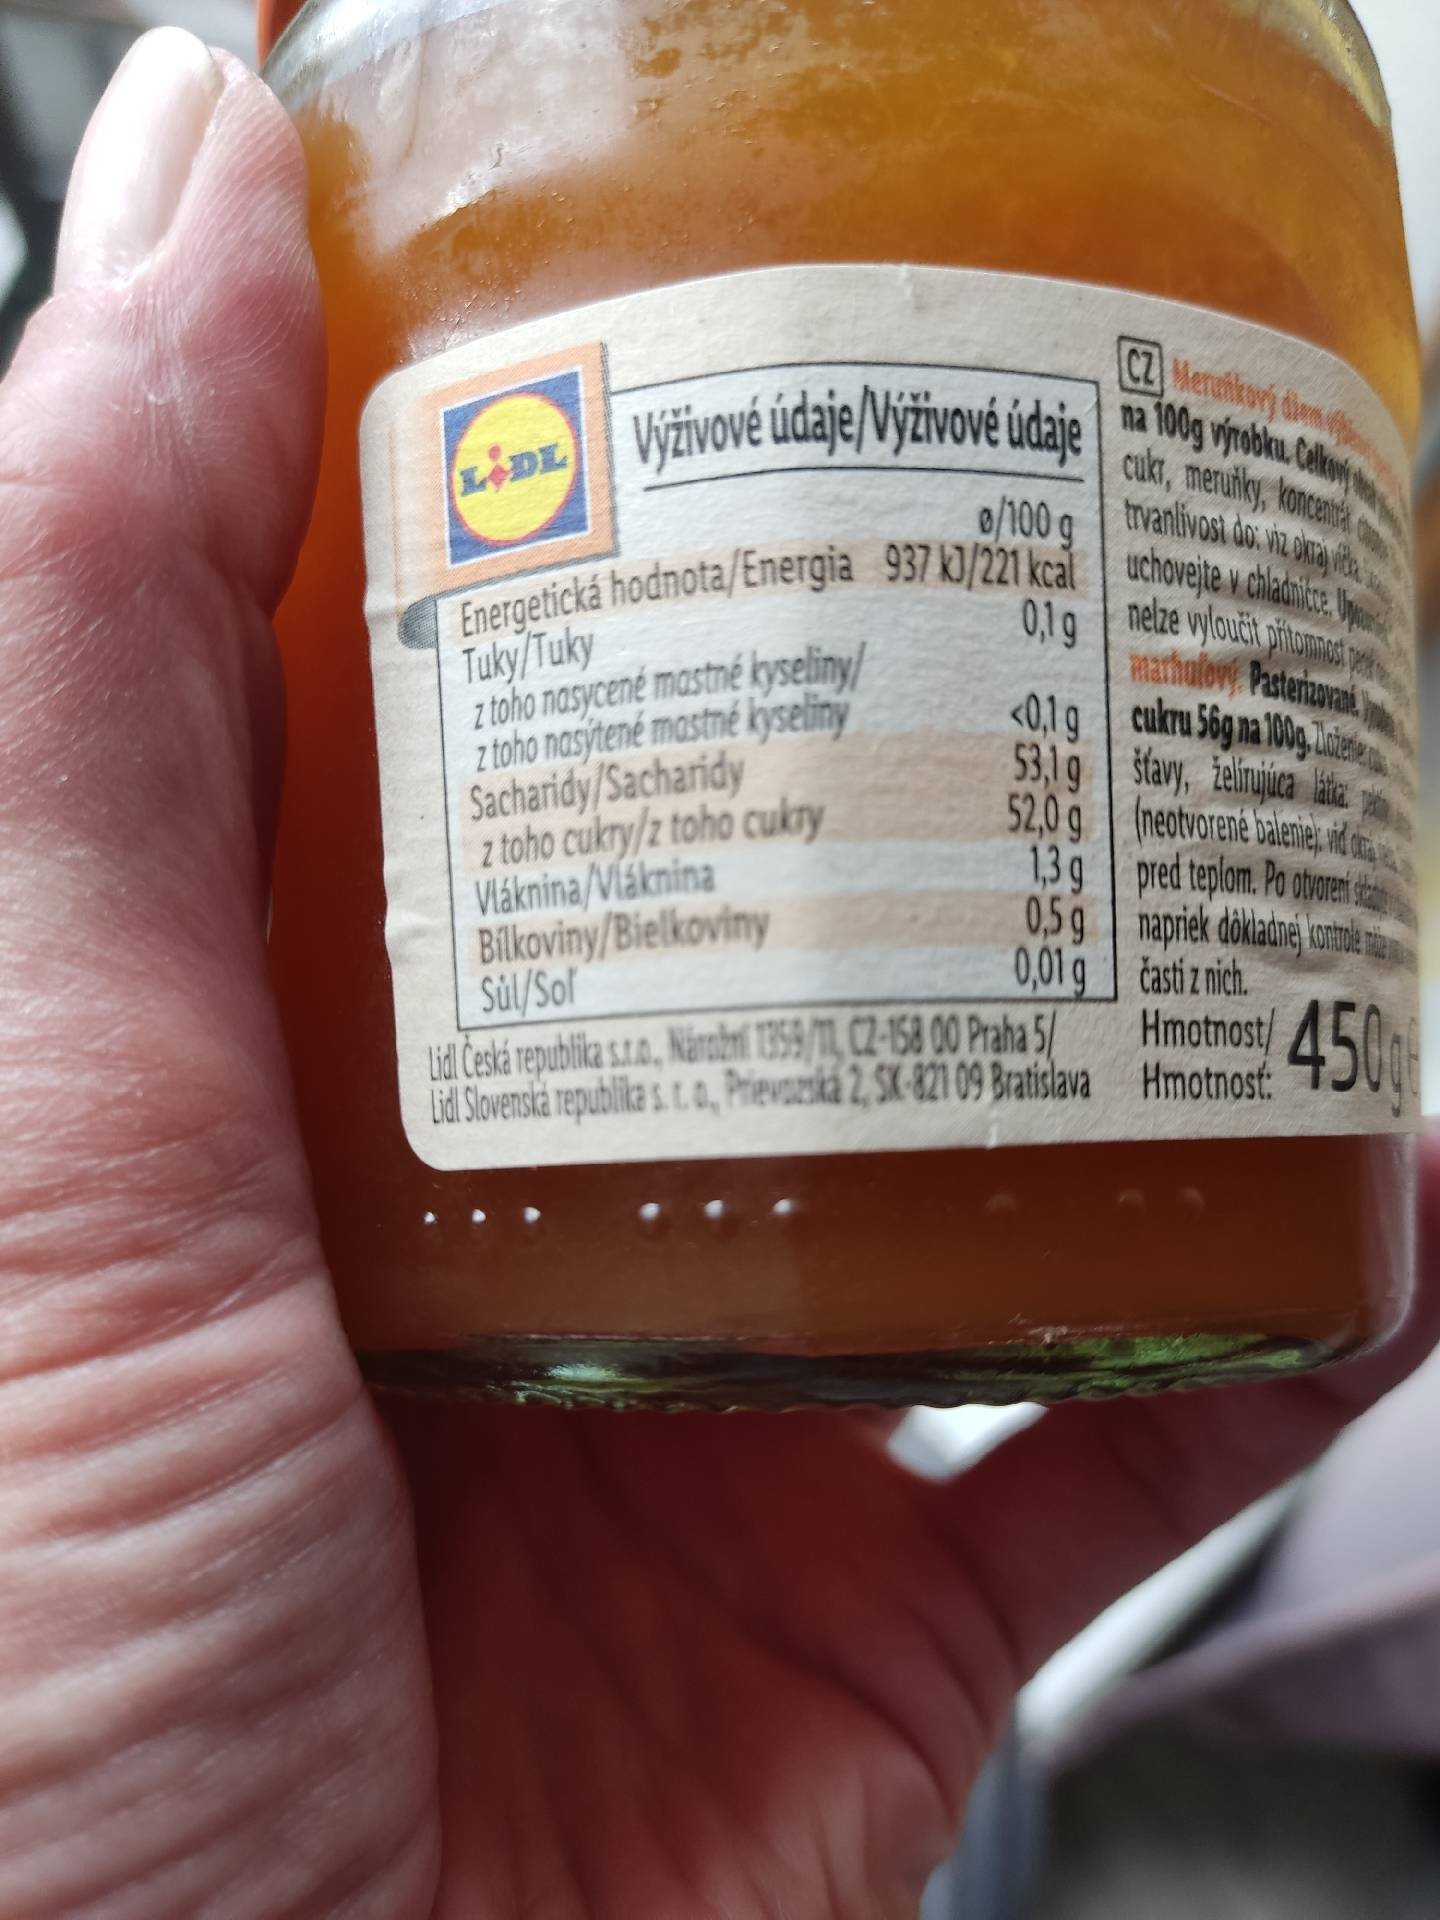 LIDL
Výživové údaje/Výživové údaje
ø/100 g
Energetická hodnota/Energia 937 kJ/221 kcal
Tuky/Tuky 0,1 g
z toho nasycené mastné kyseliny/
z toho nasýtené mastné kyseliny <0,1 g
Sacharidy/Sacharidy 53,1 g
z toho cukry/z toho cukry 52,0 g
Vláknina/Vláknina 1,3 g
Bílkoviny/Bielkoviny 0,5 g
Sůl/Soľ 0,01 g
Lidl Česká republika s.r.o., Nárožní 1359/11, CZ-158 00 Praha 5/
Lidl Slovenská republika s. r. o., Prievozská 2, SK-821 09 Bratislava
CZ Meruňkový džem
na 100g výrobku. Celkový
cukr, meruňky, koncentrát
trvanlivost do: viz okraj víčka.
uchovejte v chladničce.
nelze vyloučit přítomnost
marhuľový. Pasterizované.
cukru 56g na 100g. Zloženie:
šťavy, želírujúca látka:
(neotvorené balenie): viď
pred teplom. Po otvorení
napriek dôkladnej kontrole
časti z nich.
Hmotnost/
Hmotnosť: 450 g e